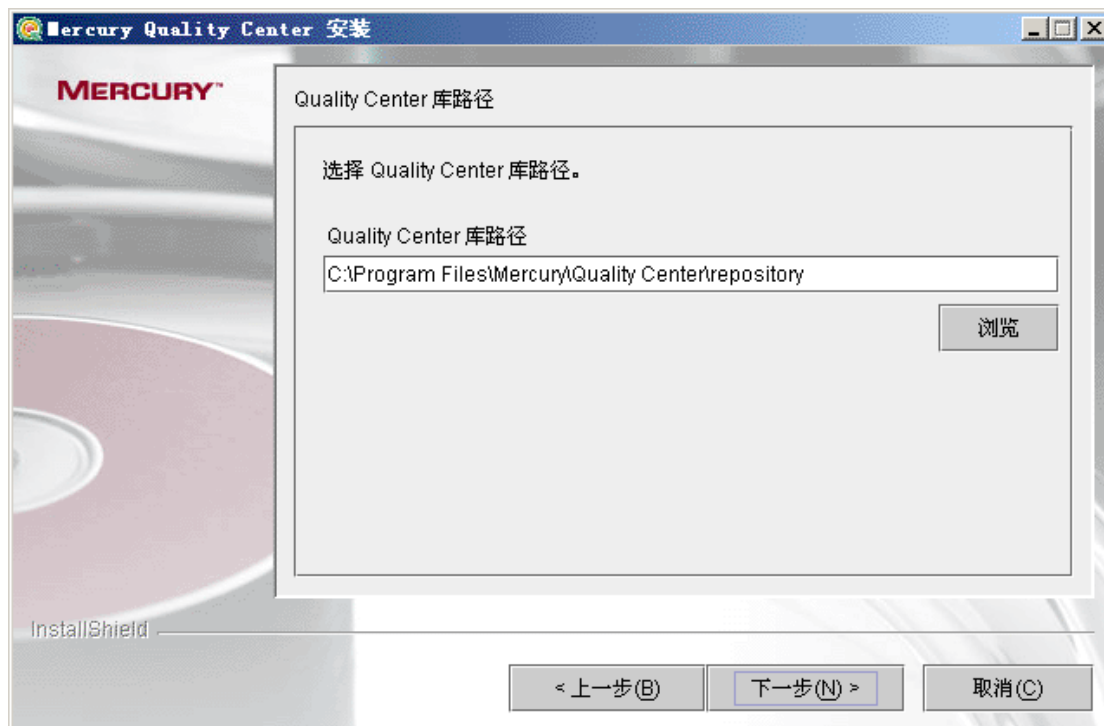 Mercury Quality Center 安装
MERCURY™
Quality Center 库路径
选择 Quality Center 库路径。
Quality Center 库路径
C:\Program Files\Mercury\Quality Center\repository
浏览
InstallShield
< 上一步(B)
下一步(N) >
取消(C)